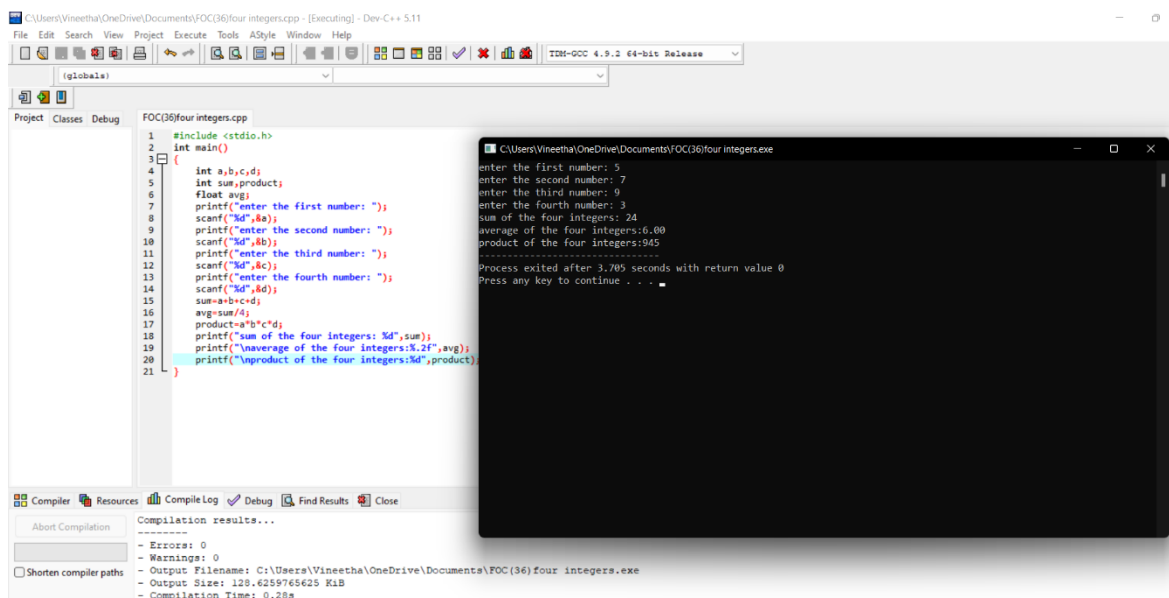 C:\Users\Vineetha\OneDrive\Documents\FOC(36)four integers.cpp - [Executing] - Dev-C++ 5.11
File Edit Search View Project Execute Tools AStyle Window Help
TDM-GCC 4.9.2 64-bit Release
(globals)
Project Classes Debug
FOC(36)four integers.cpp
1 #include <stdio.h>
2 int main()
3 {
4 int a,b,c,d;
5 int sum,product;
6 float avg;
7 printf("enter the first number: ");
8 scanf("%d",&a);
9 printf("enter the second number: ");
10 scanf("%d",&b);
11 printf("enter the third number: ");
12 scanf("%d",&c);
13 printf("enter the fourth number: ");
14 scanf("%d",&d);
15 sum=a+b+c+d;
16 avg=sum/4;
17 product=a*b*c*d;
18 printf("sum of the four integers: %d",sum);
19 printf("\naverage of the four integers:%.2f",avg);
20 printf("\nproduct of the four integers:%d",product);
21 }
C:\Users\Vineetha\OneDrive\Documents\FOC(36)four integers.exe
enter the first number: 5
enter the second number: 7
enter the third number: 9
enter the fourth number: 3
sum of the four integers: 24
average of the four integers:6.00
product of the four integers:945
--------------------------------
Process exited after 3.705 seconds with return value 0
Press any key to continue . . .
Compiler Resources Compile Log Debug Find Results Close
Abort Compilation
Shorten compiler paths
Compilation results...
--------
- Errors: 0
- Warnings: 0
- Output Filename: C:\Users\Vineetha\OneDrive\Documents\FOC(36)four integers.exe
- Output Size: 128.6259765625 KiB
- Compilation Time: 0.28s